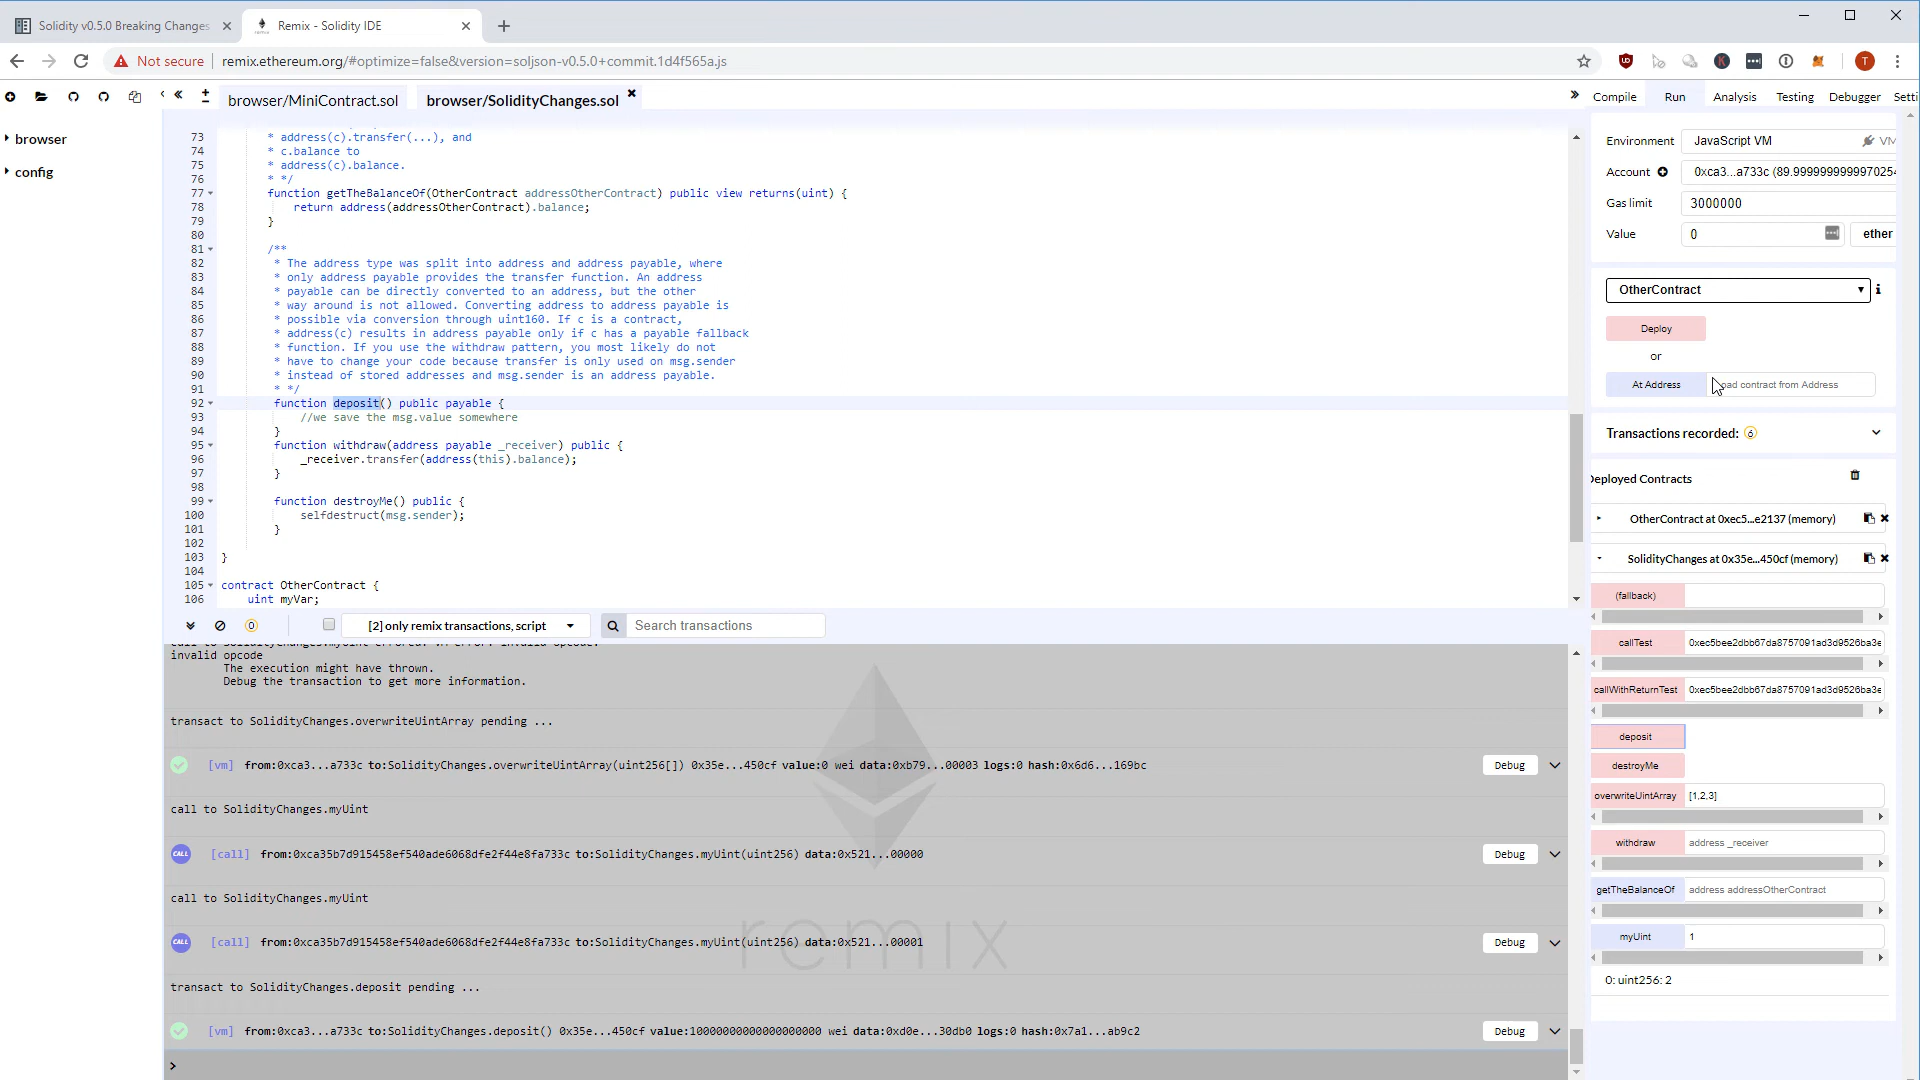 Solidity v0.5.0 Breaking Changes
Remix - Solidity IDE
Not secure
remix.ethereum.org/#optimize=false&version=soljson-v0.5.0+commit.1d4f565a.js
browser/MiniContract.sol
browser/SolidityChanges.sol
Compile
Run
Analysis
Testing
Debugger
Setti
browser
config
73 * address(c).transfer(...), and
74 * c.balance to
75 * address(c).balance.
76 * */
77 function getTheBalanceOf(OtherContract addressOtherContract) public view returns(uint) {
78 return address(addressOtherContract).balance;
79 }
80
81 /**
82 * The address type was split into address and address payable, where
83 * only address payable provides the transfer function. An address
84 * payable can be directly converted to an address, but the other
85 * way around is not allowed. Converting address to address payable is
86 * possible via conversion through uint160. If c is a contract,
87 * address(c) results in address payable only if c has a payable fallback
88 * function. If you use the withdraw pattern, you most likely do not
89 * have to change your code because transfer is only used on msg.sender
90 * instead of stored addresses and msg.sender is an address payable.
91 * */
92 function deposit() public payable {
93 //we save the msg.value somewhere
94 }
95 function withdraw(address payable _receiver) public {
96 _receiver.transfer(address(this).balance);
97 }
98
99 function destroyMe() public {
100 selfdestruct(msg.sender);
101 }
102
103 }
104
105 contract OtherContract {
106 uint myVar;
0
[2] only remix transactions, script
Search transactions
invalid opcode
The execution might have thrown.
Debug the transaction to get more information.
transact to SolidityChanges.overwriteUintArray pending ...
[vm] from:0xca3...a733c to:SolidityChanges.overwriteUintArray(uint256[]) 0x35e...450cf value:0 wei data:0xb79...00003 logs:0 hash:0x6d6...169bc
Debug
call to SolidityChanges.myUint
CALL [call] from:0xca35b7d915458ef540ade6068dfe2f44e8fa733c to:SolidityChanges.myUint(uint256) data:0x521...00000
Debug
call to SolidityChanges.myUint
CALL [call] from:0xca35b7d915458ef540ade6068dfe2f44e8fa733c to:SolidityChanges.myUint(uint256) data:0x521...00001
Debug
transact to SolidityChanges.deposit pending ...
[vm] from:0xca3...a733c to:SolidityChanges.deposit() 0x35e...450cf value:10000000000000000000 wei data:0xd0e...30db0 logs:0 hash:0x7a1...ab9c2
Debug
>
remix
Environment
JavaScript VM
VM
Account
0xca3...a733c (89.9999999999970254
Gas limit
3000000
Value
0
ether
OtherContract
Deploy
or
At Address
oad contract from Address
Transactions recorded: 6
Deployed Contracts
OtherContract at 0xec5...e2137 (memory)
SolidityChanges at 0x35e...450cf (memory)
(fallback)
callTest
0xec5bee2dbb67da8757091ad3d9526ba3e
callWithReturnTest
0xec5bee2dbb67da8757091ad3d9526ba3e
deposit
destroyMe
overwriteUintArray
[1,2,3]
withdraw
address _receiver
getTheBalanceOf
address addressOtherContract
myUint
1
0: uint256: 2